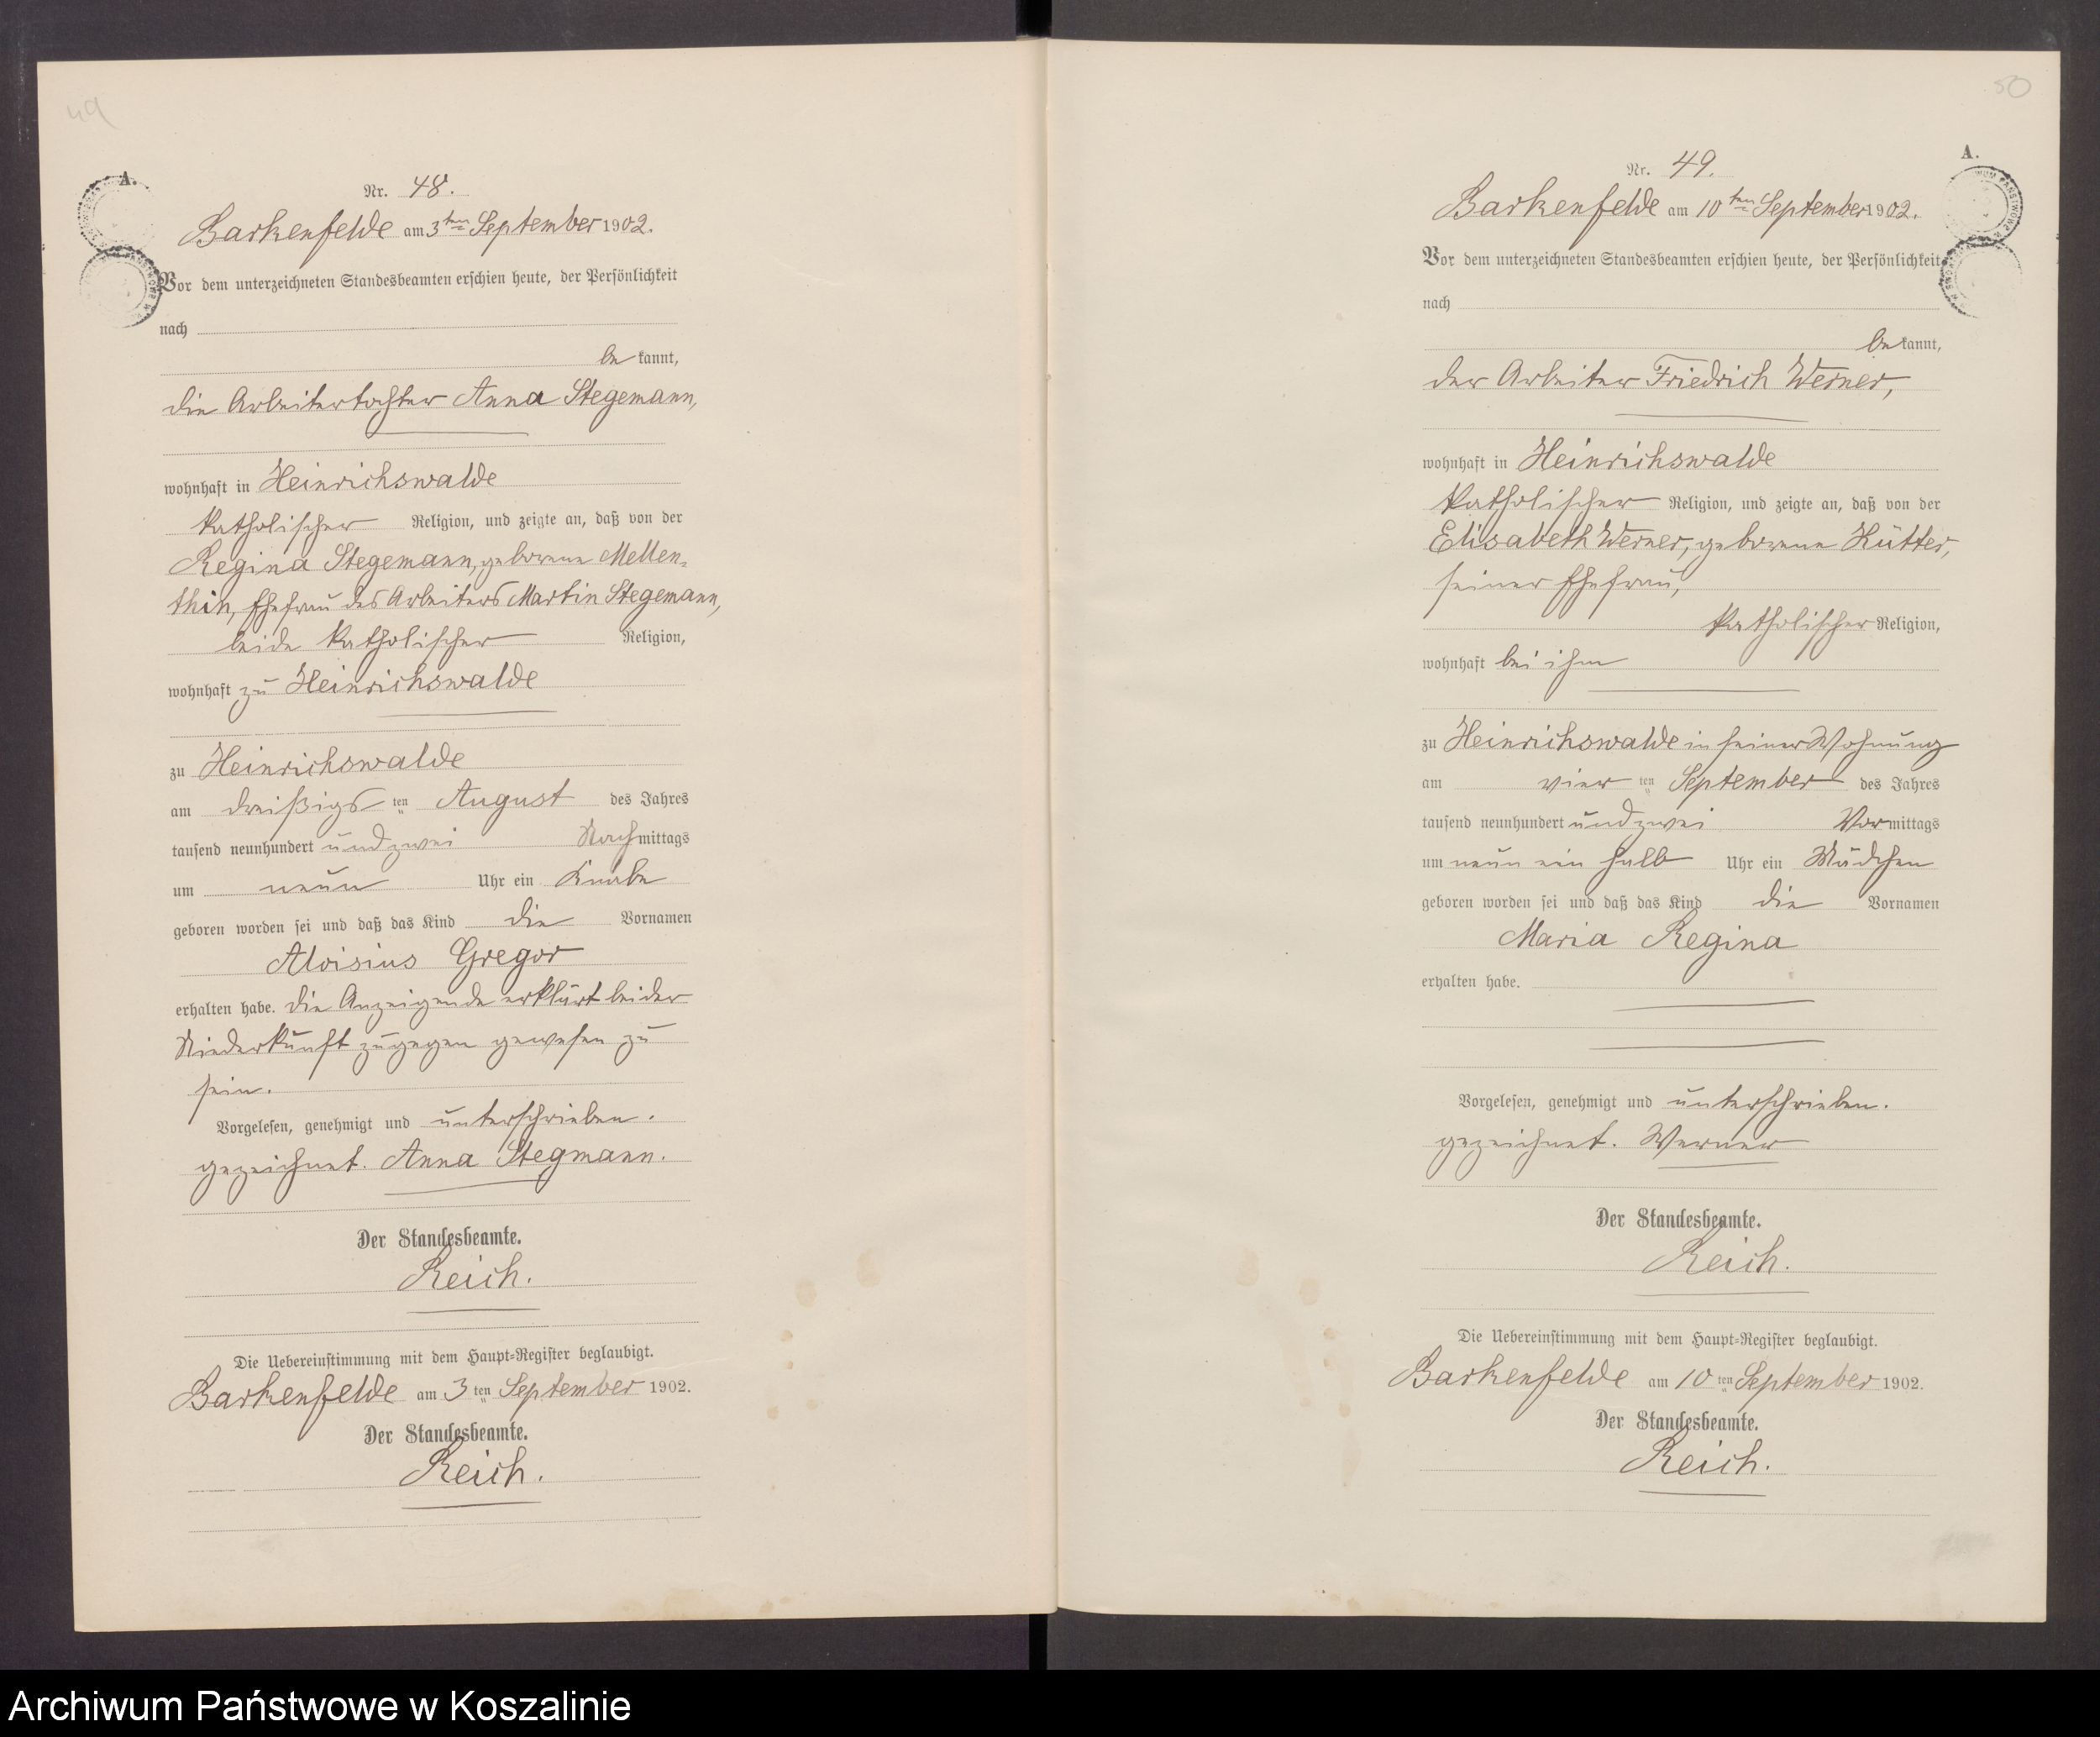 49
A.
Nr. 48.
Barkenfelde am 3ten September 1902.
Vor dem unterzeichneten Standesbeamten erschien heute, der Persönlichkeit
nach
be kannt,
die Arbeitertochter Anna Stegemann,
wohnhaft in Heinrichswalde
katholischer Religion, und zeigte an, daß von der
Regina Stegemann, geborene Mellen-
thin, Ehefrau des Arbeiters Martin Stegemann,
beide katholischer Religion,
wohnhaft zu Heinrichswalde
zu Heinrichswalde
am dreißigs ten August des Jahres
tausend neunhundert und zwei Nachmittags
um neun Uhr ein Knabe
geboren worden sei und daß das Kind die Vornamen
Aloisius Gregor
erhalten habe. Die Anzeigende erklärt bei der
Niederkunft zugegen gewesen zu
sein.
Vorgelesen, genehmigt und unterschrieben.
gezeichnet. Anna Stegmann.
Der Standesbeamte.
Reich.
Die Uebereinstimmung mit dem Haupt-Register beglaubigt.
Barkenfelde am 3 ten September 1902.
Der Standesbeamte.
Reich.
50
A.
Nr. 49.
Barkenfelde am 10ten September 1902.
Vor dem unterzeichneten Standesbeamten erschien heute, der Persönlichkeit
nach
be kannt,
der Arbeiter Friedrich Werner,
wohnhaft in Heinrichswalde
katholischer Religion, und zeigte an, daß von der
Elisabeth Werner, geborene Hütter,
seiner Ehefrau,
katholischer Religion,
wohnhaft bei ihm
zu Heinrichswalde in seiner Wohnung
am vier ten September des Jahres
tausend neunhundert und zwei Vormittags
um neun ein halb Uhr ein Mädchen
geboren worden sei und daß das Kind die Vornamen
Maria Regina
erhalten habe.
Vorgelesen, genehmigt und unterschrieben.
gezeichnet. Werner
Der Standesbeamte.
Reich.
Die Uebereinstimmung mit dem Haupt-Register beglaubigt.
Barkenfelde am 10 ten September 1902.
Der Standesbeamte.
Reich.
Archiwum Państwowe w Koszalinie